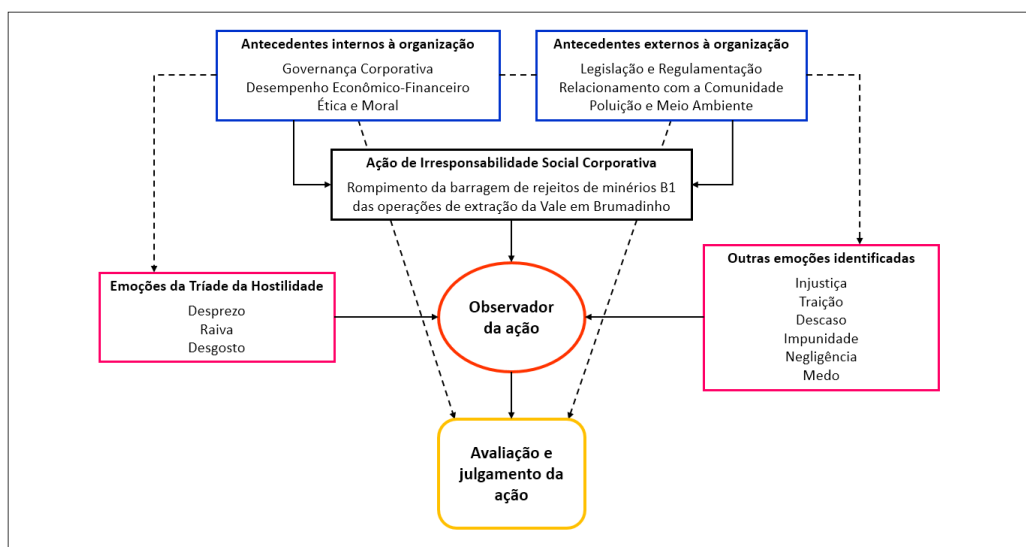 Antecedentes internos à organização
Governança Corporativa
Desempenho Econômico-Financeiro
Ética e Moral
Antecedentes externos à organização
Legislação e Regulamentação
Relacionamento com a Comunidade
Poluição e Meio Ambiente
Ação de Irresponsabilidade Social Corporativa
Rompimento da barragem de rejeitos de minérios B1
das operações de extração da Vale em Brumadinho
Emoções da Tríade da Hostilidade
Desprezo
Raiva
Desgosto
Observador
da ação
Outras emoções identificadas
Injustiça
Traição
Descaso
Impunidade
Negligência
Medo
Avaliação e
julgamento da
ação